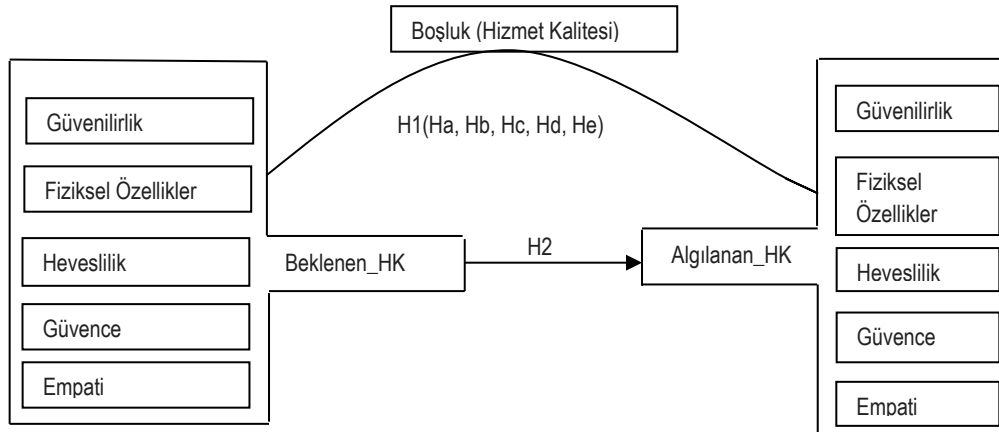 Boşluk (Hizmet Kalitesi)
H1(Ha, Hb, Hc, Hd, He)
Güvenilirlik
Fiziksel Özellikler
Heveslilik
Güvence
Empati
Beklenen_HK
H2
Algılanan_HK
Güvenilirlik
Fiziksel
Özellikler
Heveslilik
Güvence
Empati